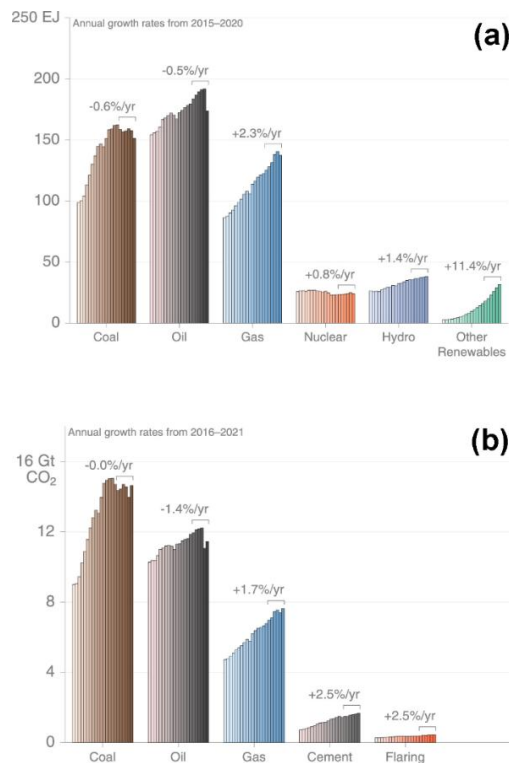 250 EJ
Annual growth rates from 2015–2020
(a)
-0.5%/yr
-0.6%/yr
+2.3%/yr
+0.8%/yr
+1.4%/yr
+11.4%/yr
200
150
100
50
0
Coal
Oil
Gas
Nuclear
Hydro
Other
Renewables
Annual growth rates from 2016–2021
(b)
16 Gt
CO₂
-0.0%/yr
-1.4%/yr
+1.7%/yr
+2.5%/yr
+2.5%/yr
12
8
4
0
Coal
Oil
Gas
Cement
Flaring